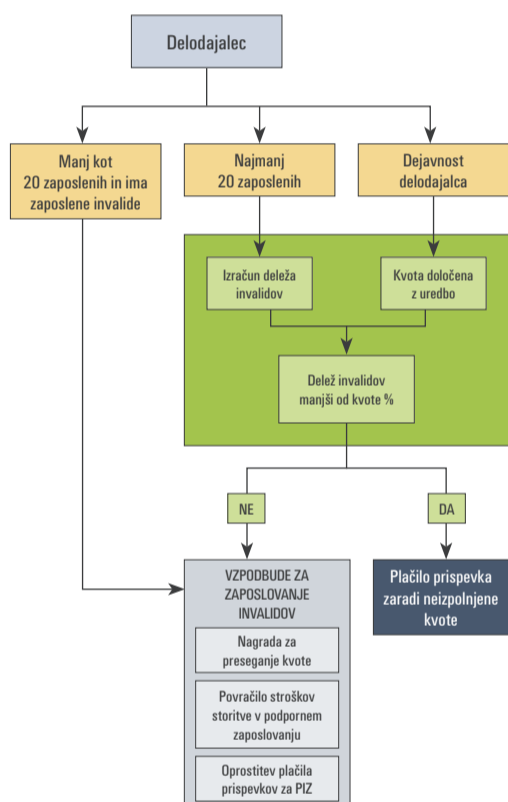 Delodajalec
Manj kot
20 zaposlenih in ima
zaposlene invalide
Najmanj
20 zaposlenih
Dejavnost
delodajalca
Izračun deleža
invalidov
Kvota določena
z uredbo
Delež invalidov
manjši od kvote %
NE
DA
VZPODBUDE ZA
ZAPOSLOVANJE
INVALIDOV
Nagrada za
preseganje kvote
Povračilo stroškov
storitve v podpornem
zaposlovanju
Oprostitev plačila
prispevkov za PIZ
Plačilo prispevka
zaradi neizpolnjene
kvote